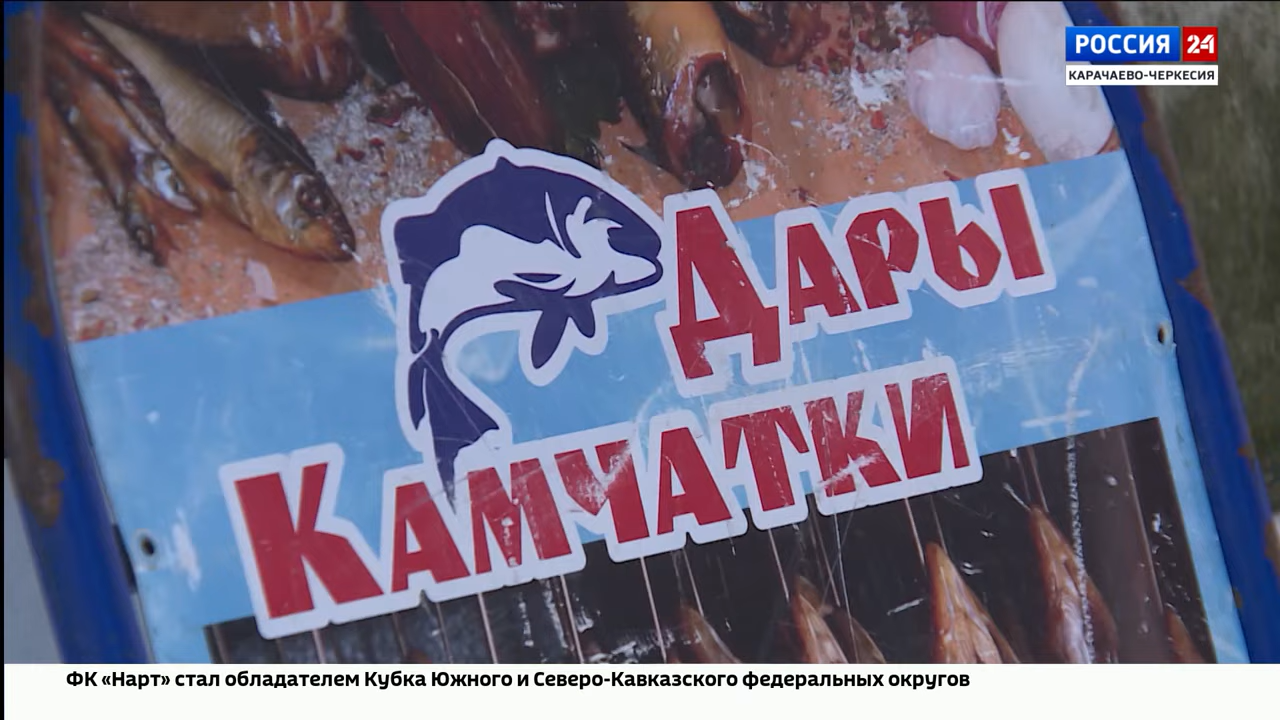 РОССИЯ 24
КАРАЧАЕВО-ЧЕРКЕСИЯ
ДАРЫ
КАМЧАТКИ
ФК «Нарт» стал обладателем Кубка Южного и Северо-Кавказского федеральных округов